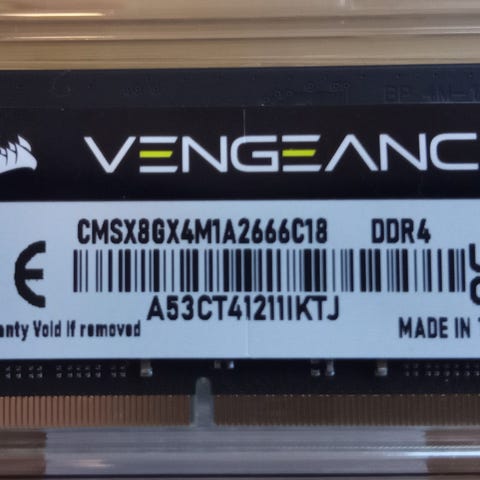 VENGEANC
CMSX8GX4M1A2666C18 DDR4
A53CT41211IKTJ
anty Void if removed
MADE IN T